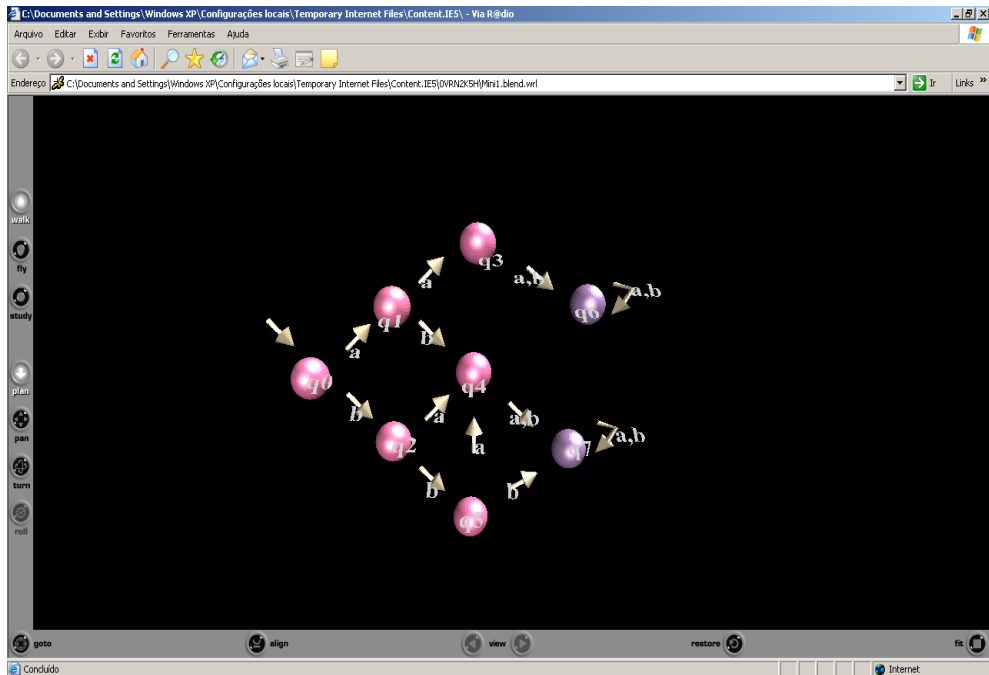 C:\Documents and Settings\Windows XP\Configurações locais\Temporary Internet Files\Content.IE5\ - Via R@dio
Arquivo Editar Exibir Favoritos Ferramentas Ajuda
Endereço C:\Documents and Settings\Windows XP\Configurações locais\Temporary Internet Files\Content.IE5\0VRN2K5H\Mini1.blend.wrl Ir Links »
walk
fly
study
plan
pan
turn
roll
q3
a
a,b
q6
a,b
q1
a
b
q0
q4
b
q2
a
a,b
q7
a,b
a
b
b
q5
goto align view restore fit
Concluído Internet